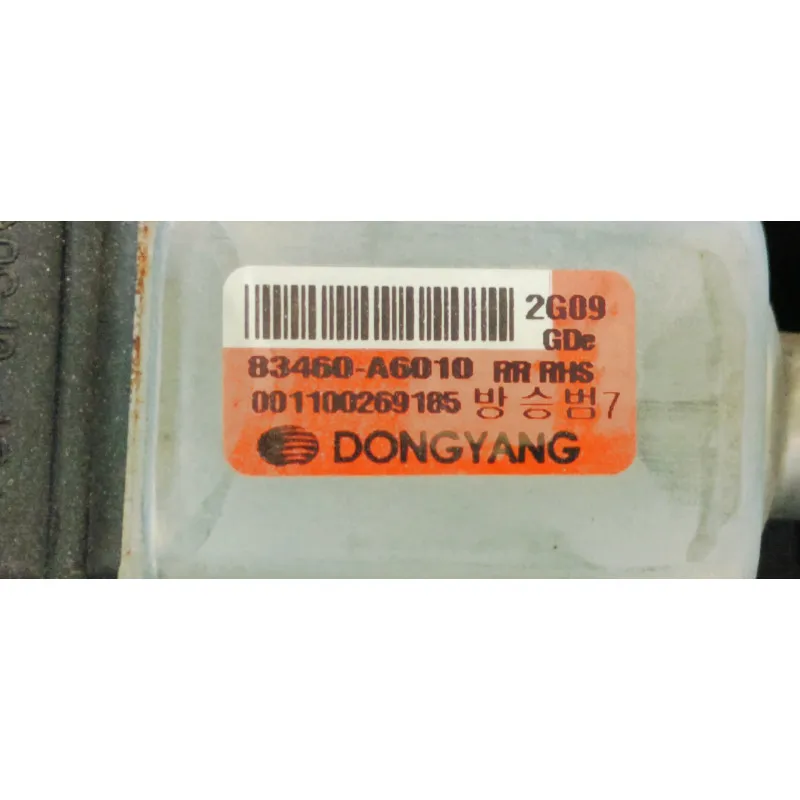 2G09
GDe
83460-A6010 RR RHS
001100269185 방승범7
DONGYANG